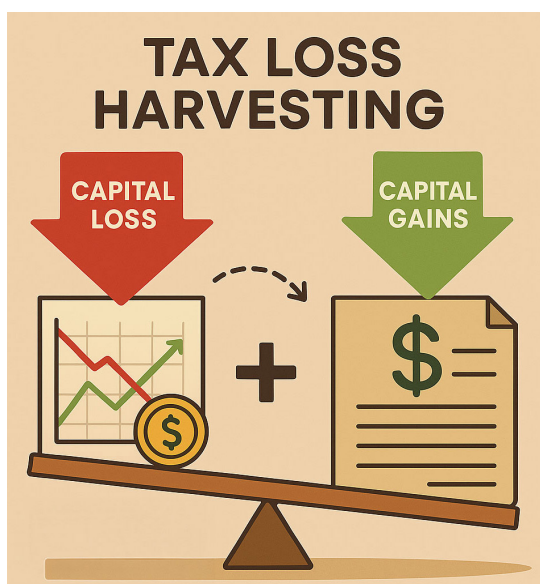 TAX LOSS
HARVESTING
CAPITAL
LOSS
CAPITAL
GAINS
$
+
$